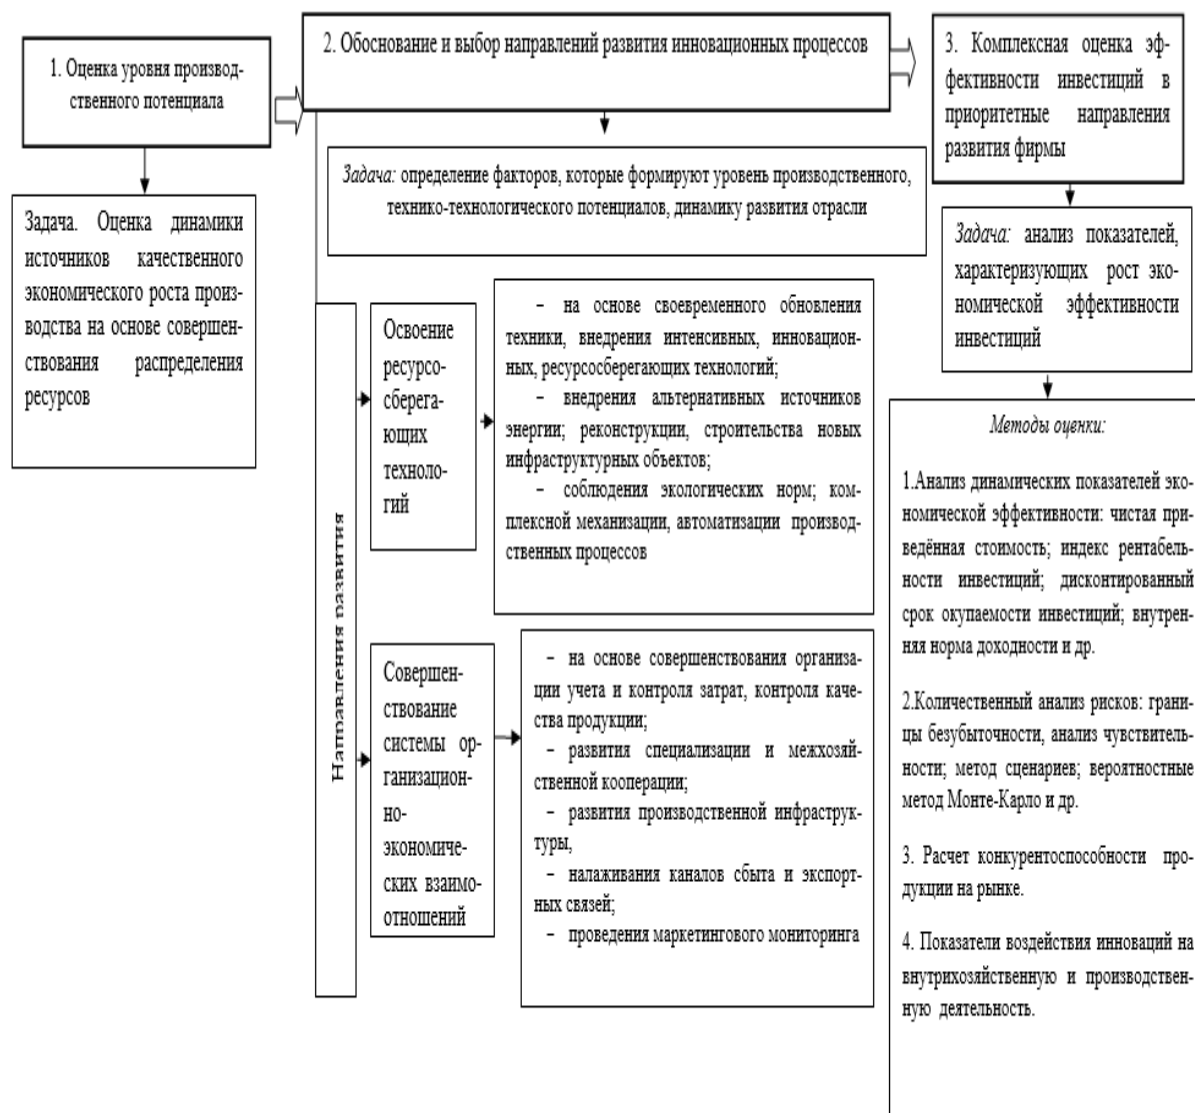 1. Оценка уровня производ-
ственного потенциала
Задача. Оценка динамики
источников качественного
экономического роста произ-
водства на основе совершен-
ствования распределения
ресурсов
2. Обоснование и выбор направлений развития инновационных процессов
Задача: определение факторов, которые формируют уровень производственного,
технико-технологического потенциалов, динамику развития отрасли
Направления развития
Освоение
ресурсо-
сберега-
ющих
техноло-
гий
– на основе своевременного обновления
техники, внедрения интенсивных, инновацион-
ных, ресурсосберегающих технологий;
– внедрения альтернативных источников
энергии; реконструкции, строительства новых
инфраструктурных объектов;
– соблюдения экологических норм; ком-
плексной механизации, автоматизации производ-
ственных процессов
Совершен-
ствование
системы ор-
ганизацион-
но-
экономиче-
ских взаимо-
отношений
– на основе совершенствования организа-
ции учета и контроля затрат, контроля каче-
ства продукции;
– развития специализации и межхозяй-
ственной кооперации;
– развития производственной инфраструк-
туры,
– налаживания каналов сбыта и экспорт-
ных связей;
– проведения маркетингового мониторинга
3. Комплексная оценка эф-
фективности инвестиций в
приоритетные направления
развития фирмы
Задача: анализ показателей,
характеризующих рост эко-
номической эффективности
инвестиций
Методы оценки:
1.Анализ динамических показателей эко-
номической эффективности: чистая при-
ведённая стоимость; индекс рентабель-
ности инвестиций; дисконтированный
срок окупаемости инвестиций; внутрен-
няя норма доходности и др.
2.Количественный анализ рисков: грани-
цы безубыточности, анализ чувствитель-
ности; метод сценариев; вероятностные
метод Монте-Карло и др.
3. Расчет конкурентоспособности про-
дукции на рынке.
4. Показатели воздействия инноваций на
внутрихозяйственную и производствен-
ную деятельность.